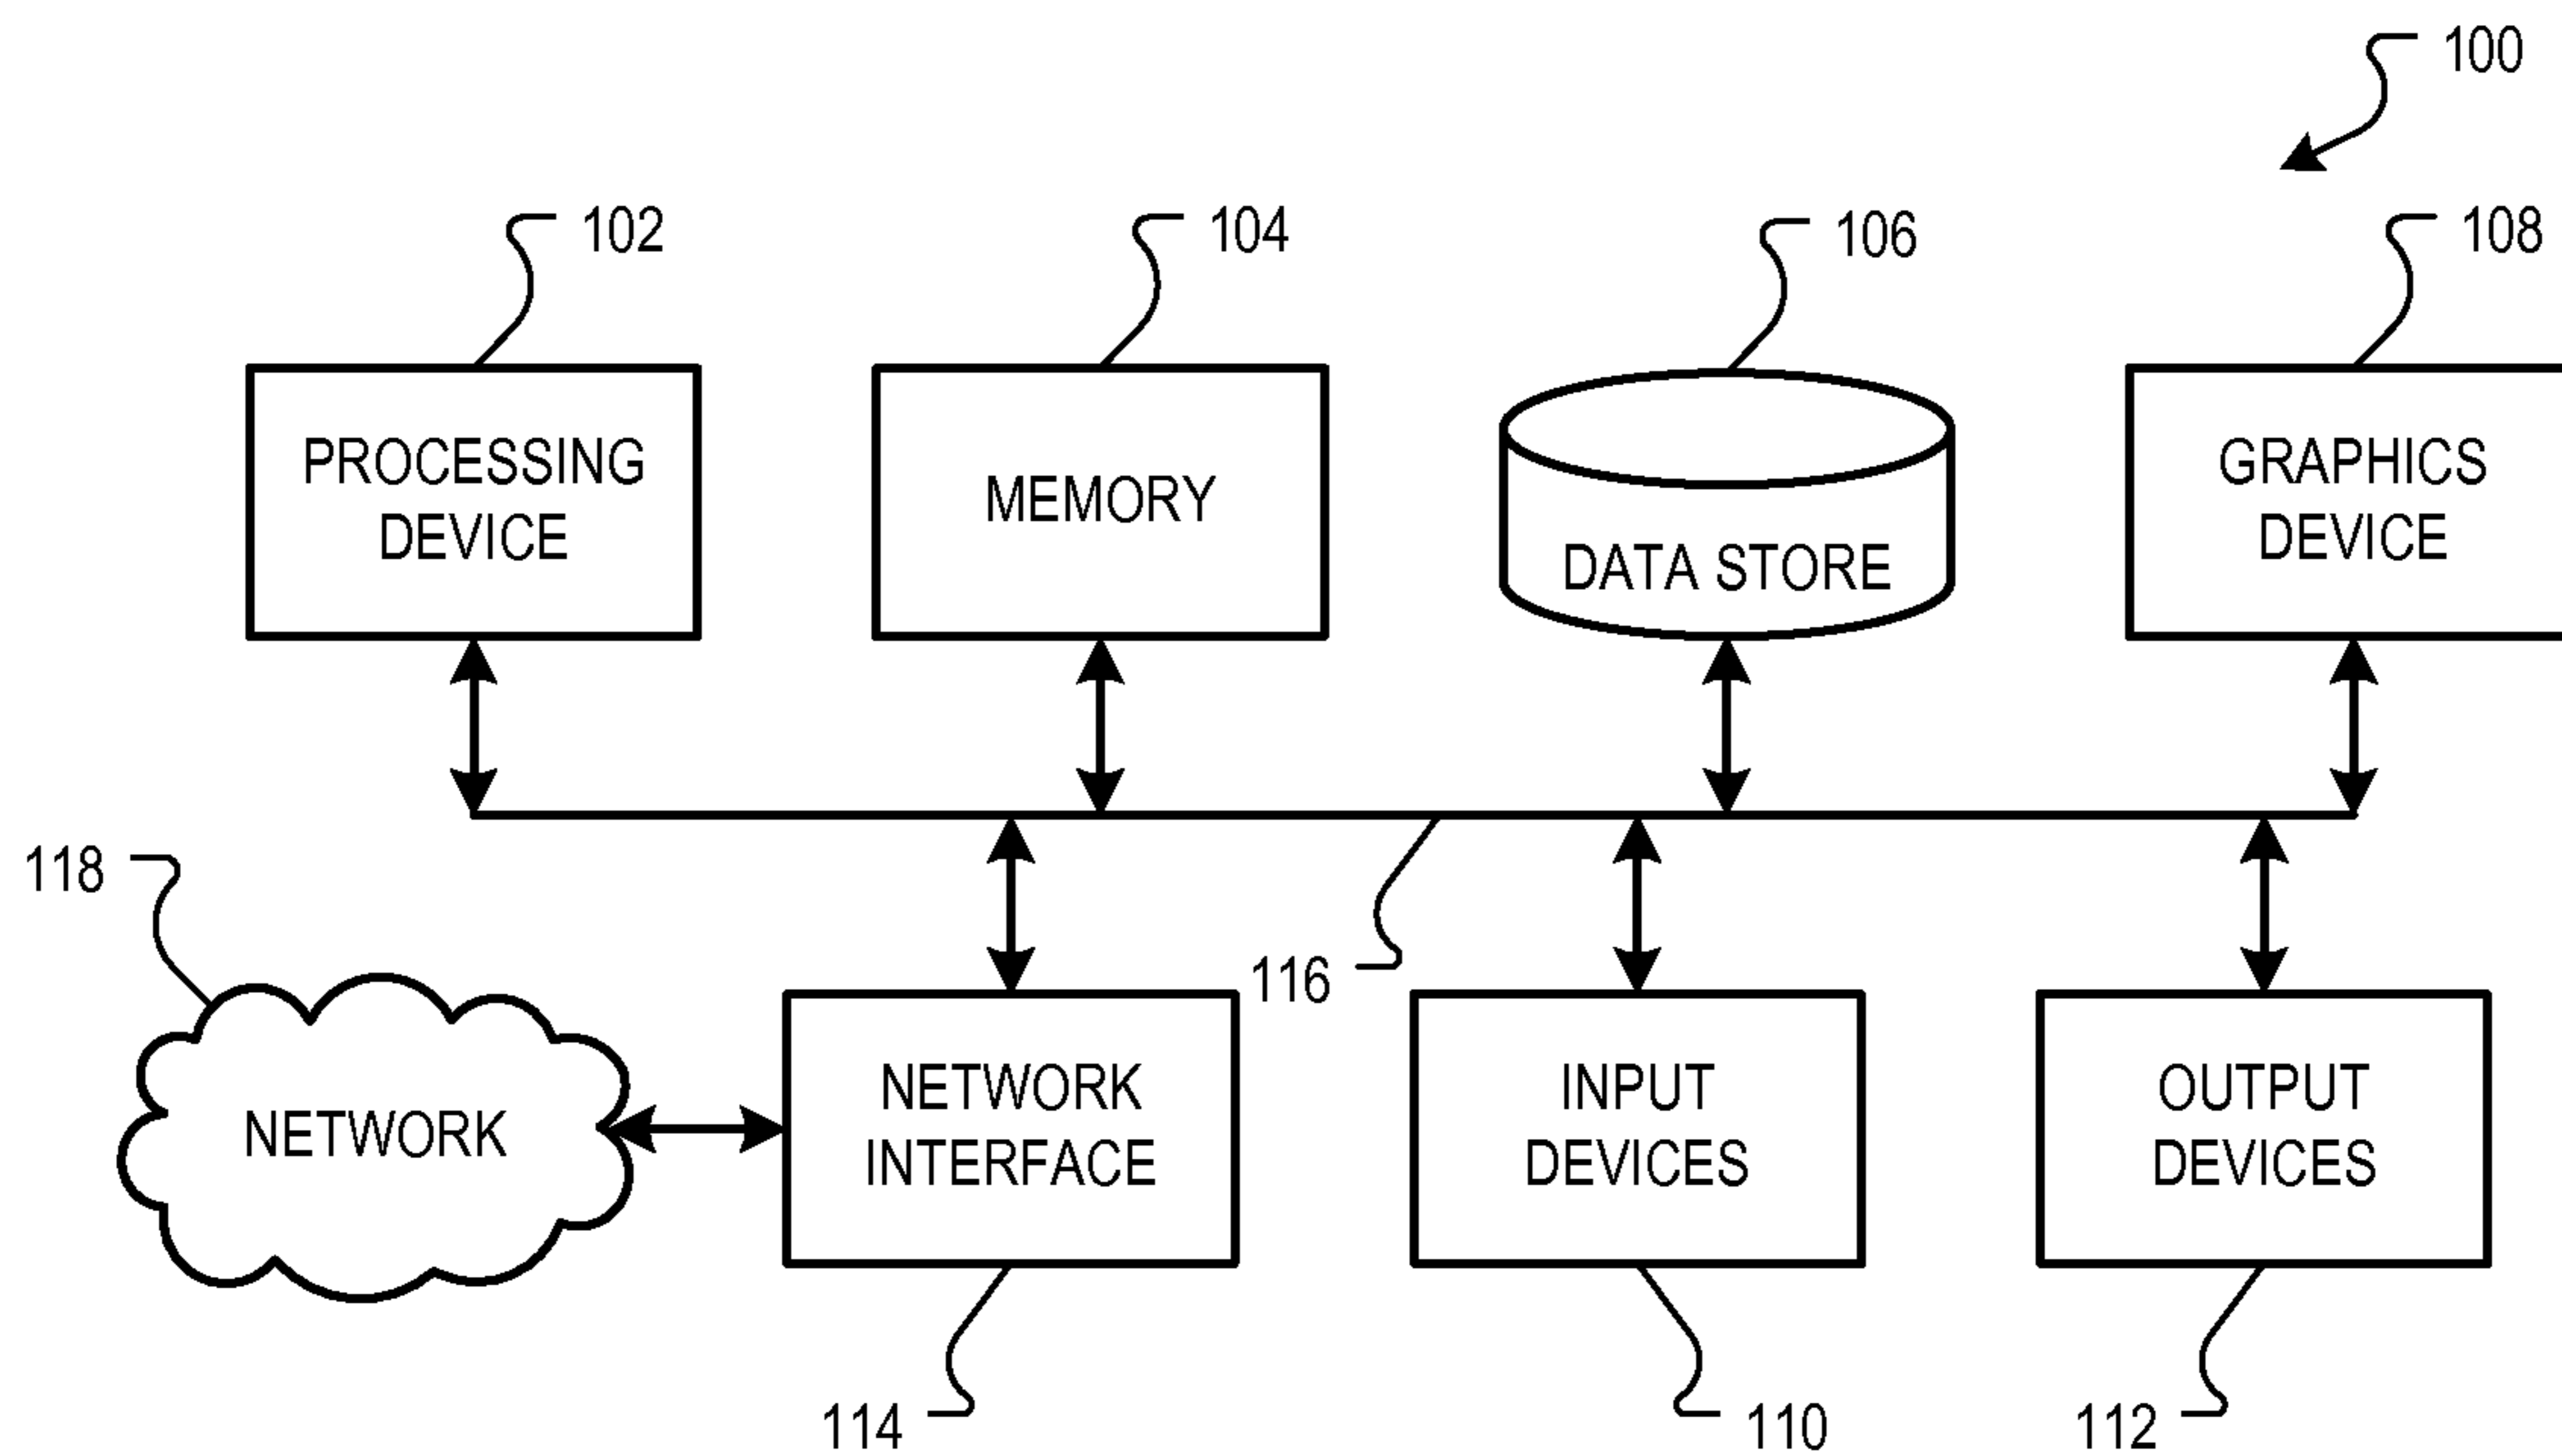 100
102
104
106
108
PROCESSING
DEVICE
MEMORY
DATA STORE
GRAPHICS
DEVICE
118
116
NETWORK
NETWORK
INTERFACE
INPUT
DEVICES
OUTPUT
DEVICES
114
110
112